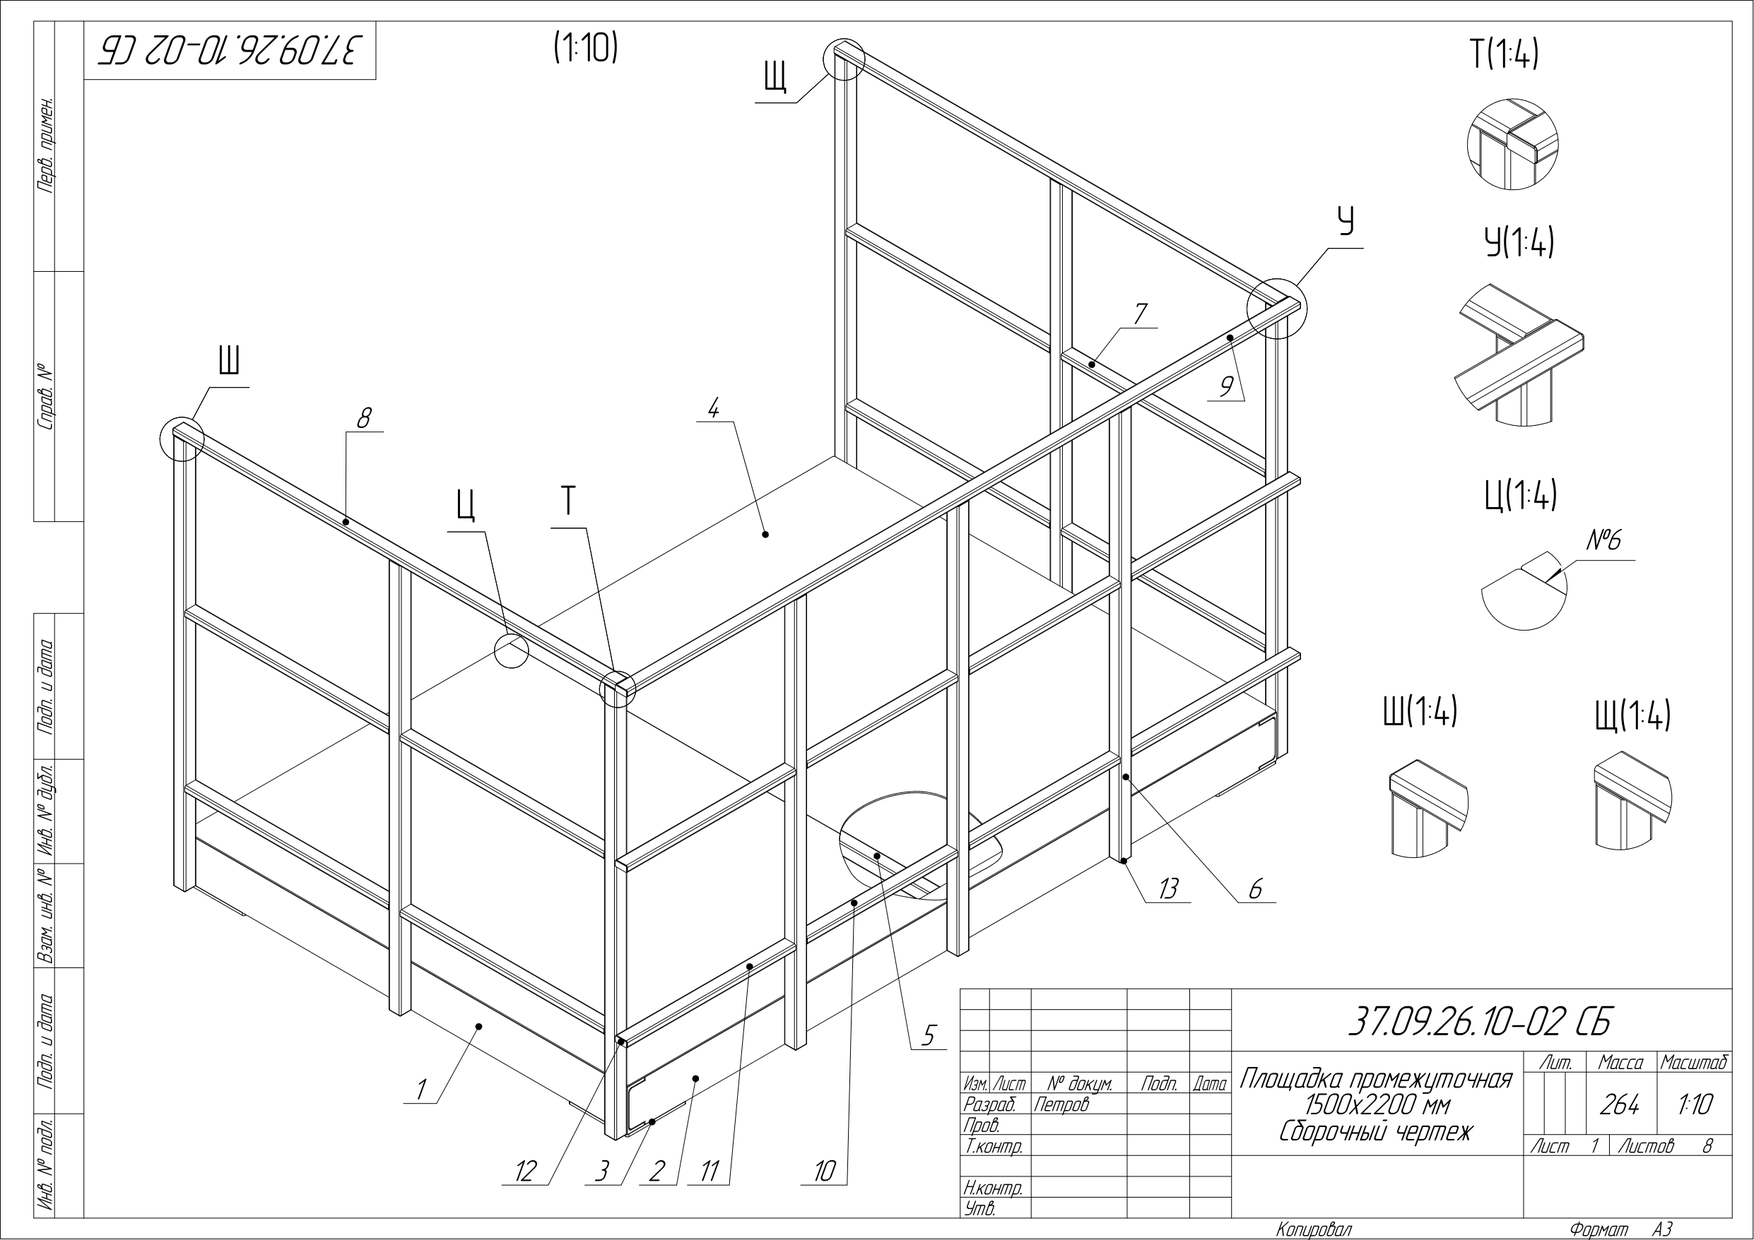 37.09.26.10-02 СБ
(1:10)
Щ
Т(1:4)
У
У(1:4)
7
Ш
9
8
4
Ц
Т
Ц(1:4)
№6
Ш(1:4)
Щ(1:4)
13
6
5
1
12
3
2
11
10
Перв. примен.
Справ. №
Подп. и дата
Инв. № дубл.
Взам. инв. №
Подп. и дата
Инв. № подл.
37.09.26.10-02 СБ
Изм. Лист № докум. Подп. Дата
Разраб. Петров
Пров.
Т.контр.
Н.контр.
Утв.
Площадка промежуточная
1500х2200 мм
Сборочный чертеж
Лит. Масса Масштаб
264 1:10
Лист 1 Листов 8
Копировал Формат А3